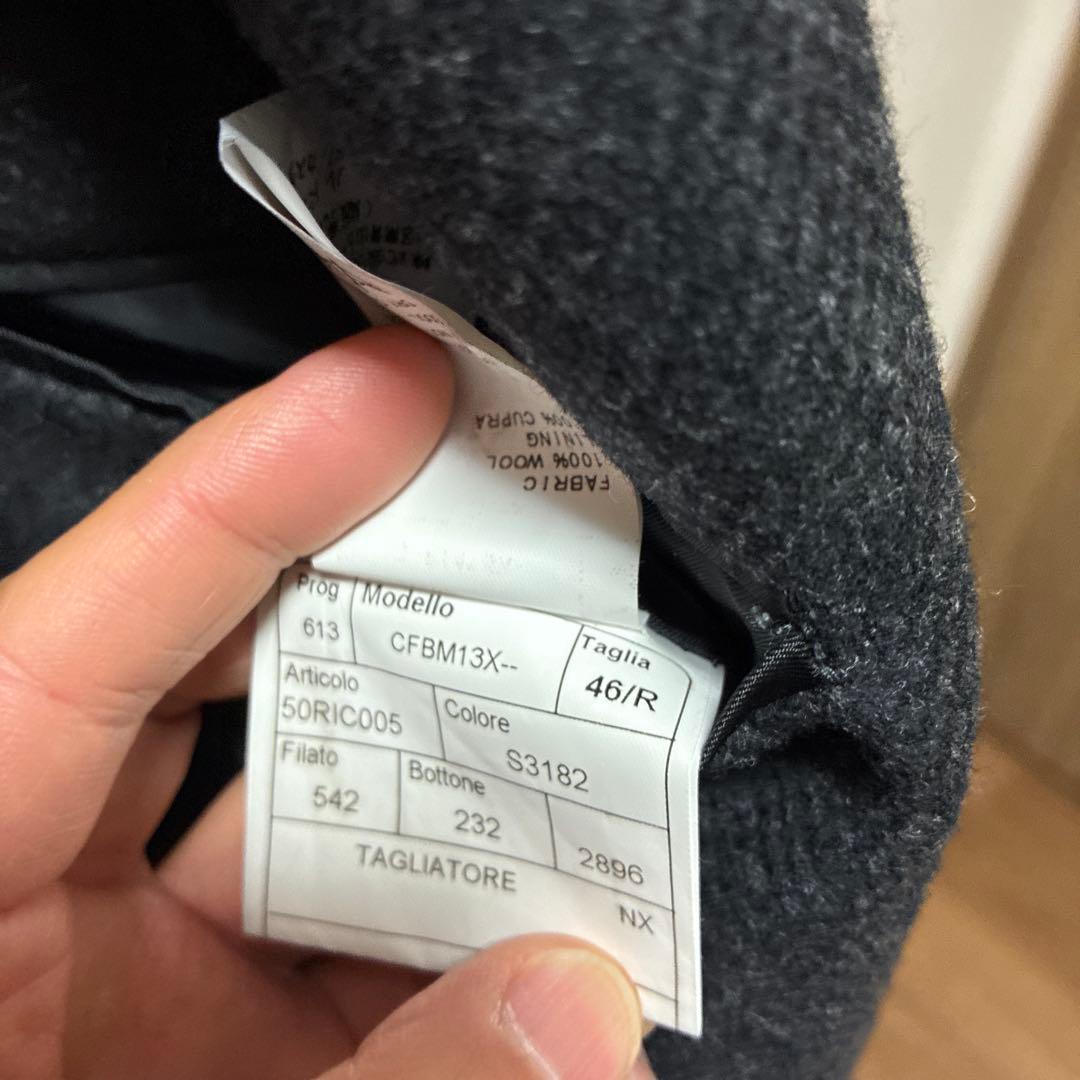 FABRIC
100% WOOL
LINING
100% CUPRA
Prog Modello Taglia
613 CFBM13X-- 46/R
Articolo Colore
50RIC005 S3182
Filato Bottone
542 232 2896
TAGLIATORE
NX